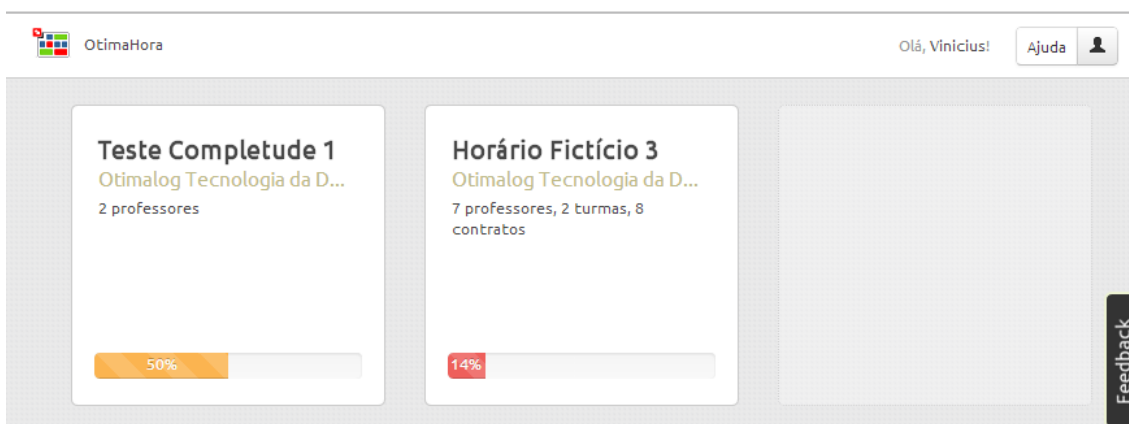 OtimaHora
Olá, Vinicius!
Ajuda
Teste Completude 1
Otimalog Tecnologia da D...
2 professores
50%
Horário Fictício 3
Otimalog Tecnologia da D...
7 professores, 2 turmas, 8
contratos
14%
Feedback